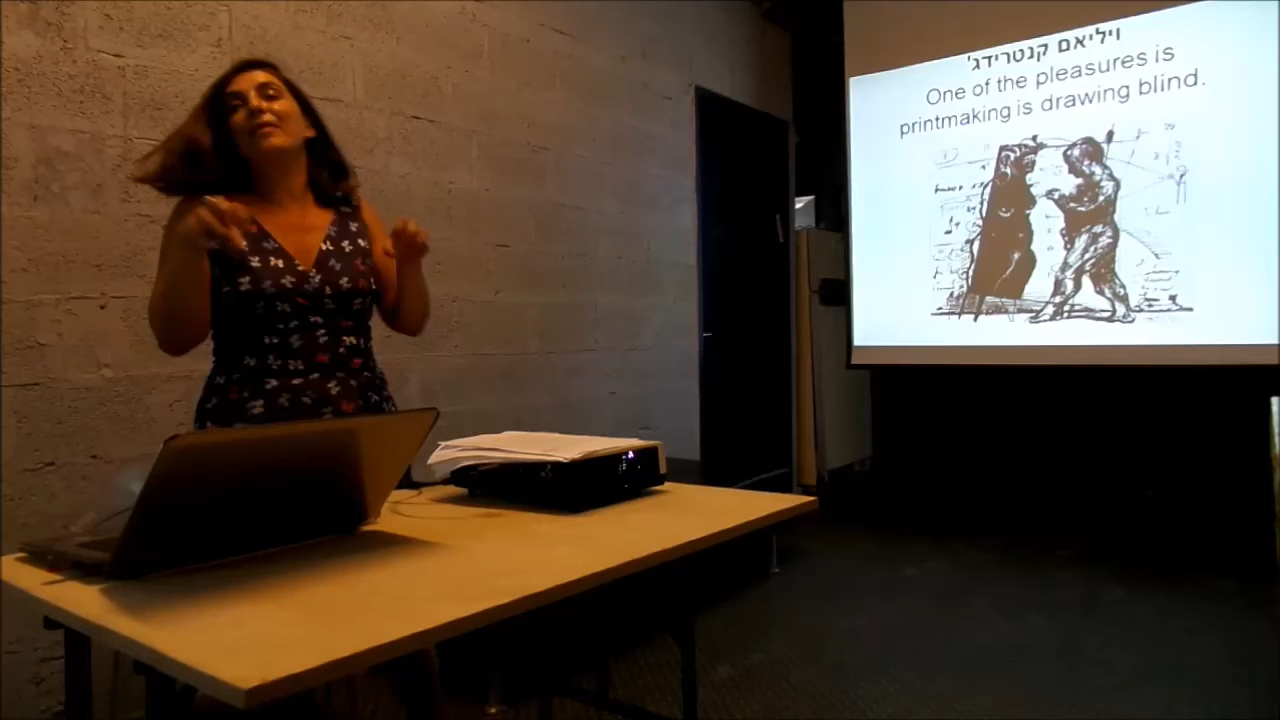 ויליאם קנטרידג'
One of the pleasures is
printmaking is drawing blind.